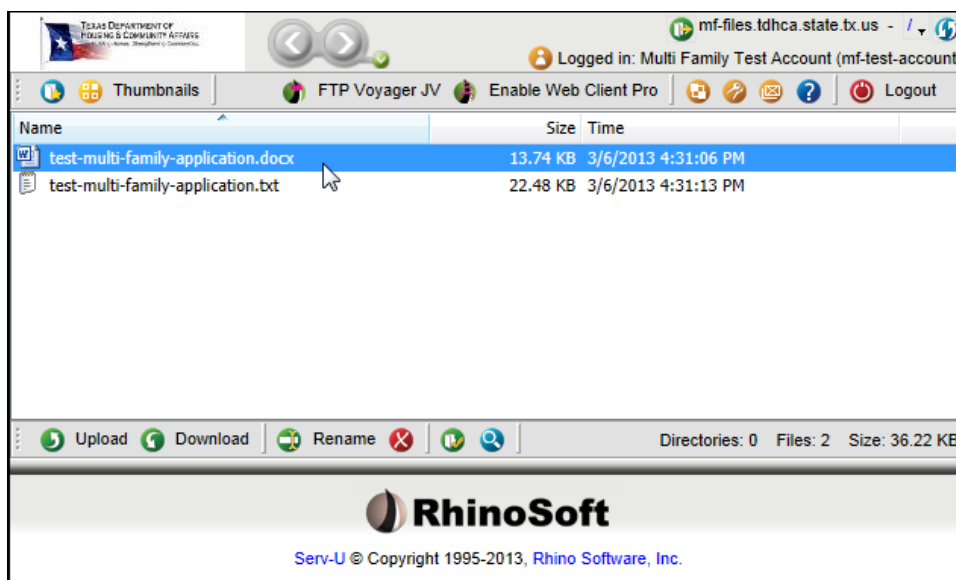 TEXAS DEPARTMENT OF
HOUSING & COMMUNITY AFFAIRS
mf-files.tdhca.state.tx.us - /
Logged in: Multi Family Test Account (mf-test-account
Thumbnails FTP Voyager JV Enable Web Client Pro Logout
Name Size Time
test-multi-family-application.docx 13.74 KB 3/6/2013 4:31:06 PM
test-multi-family-application.txt 22.48 KB 3/6/2013 4:31:13 PM
Upload Download Rename Directories: 0 Files: 2 Size: 36.22 KB
RhinoSoft
Serv-U © Copyright 1995-2013, Rhino Software, Inc.